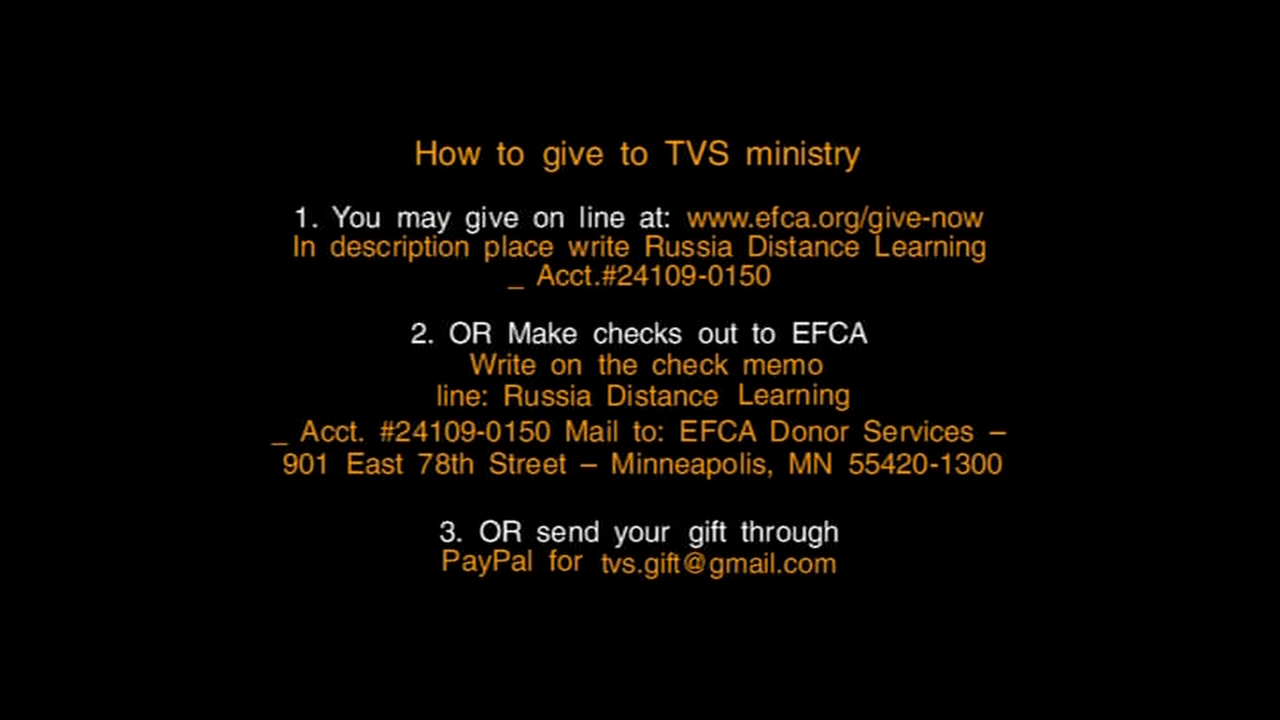 How to give to TVS ministry
1. You may give on line at: www.efca.org/give-now
In description place write Russia Distance Learning
_ Acct.#24109-0150
2. OR Make checks out to EFCA
Write on the check memo
line: Russia Distance Learning
_ Acct. #24109-0150 Mail to: EFCA Donor Services –
901 East 78th Street – Minneapolis, MN 55420-1300
3. OR send your gift through
PayPal for tvs.gift@gmail.com